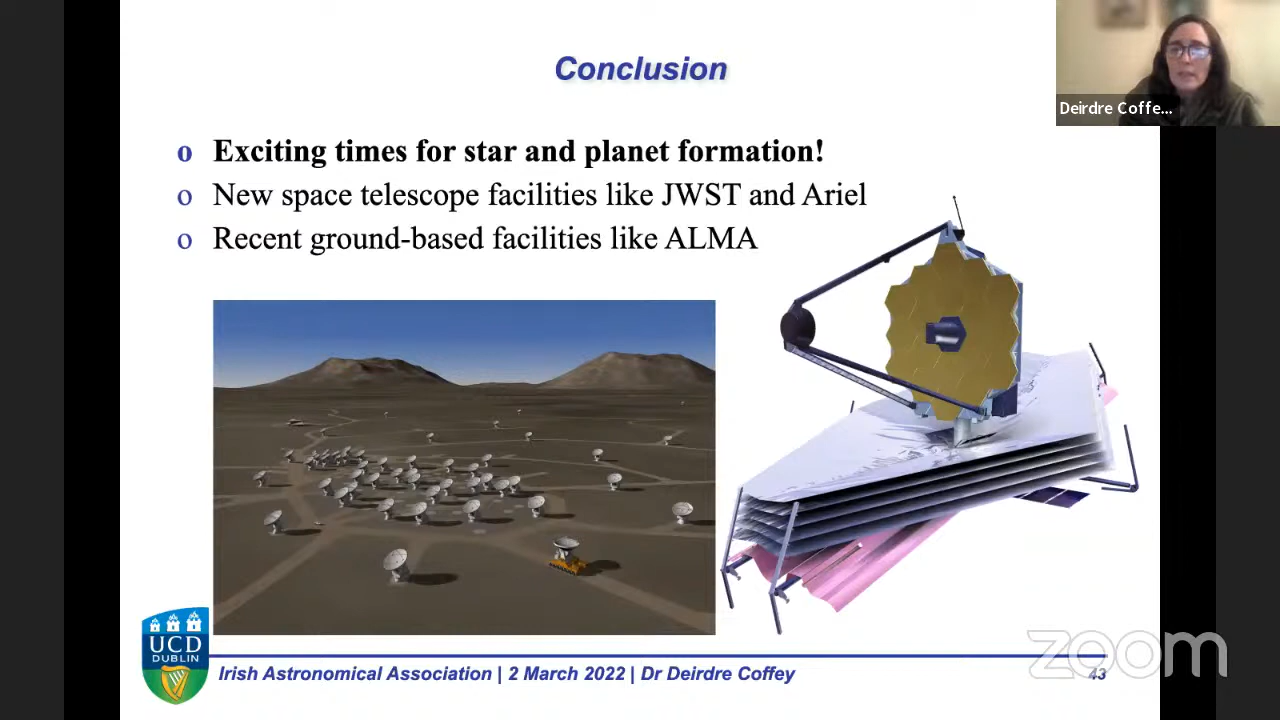 Conclusion
Deirdre Coffe...
o Exciting times for star and planet formation!
o New space telescope facilities like JWST and Ariel
o Recent ground-based facilities like ALMA
UCD
DUBLIN
Irish Astronomical Association | 2 March 2022 | Dr Deirdre Coffey
43
zoom